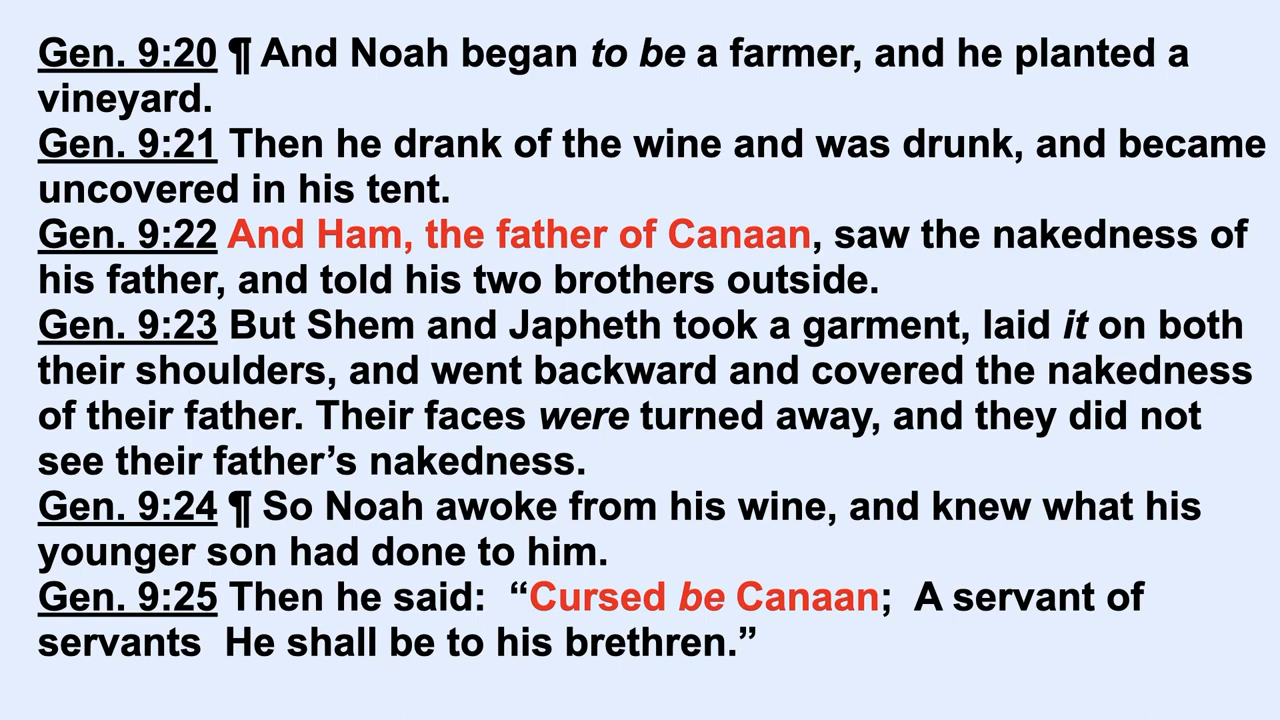 Gen. 9:20 ¶ And Noah began to be a farmer, and he planted a
vineyard.
Gen. 9:21 Then he drank of the wine and was drunk, and became
uncovered in his tent.
Gen. 9:22 And Ham, the father of Canaan, saw the nakedness of
his father, and told his two brothers outside.
Gen. 9:23 But Shem and Japheth took a garment, laid it on both
their shoulders, and went backward and covered the nakedness
of their father. Their faces were turned away, and they did not
see their father’s nakedness.
Gen. 9:24 ¶ So Noah awoke from his wine, and knew what his
younger son had done to him.
Gen. 9:25 Then he said:  “Cursed be Canaan;  A servant of
servants  He shall be to his brethren.”